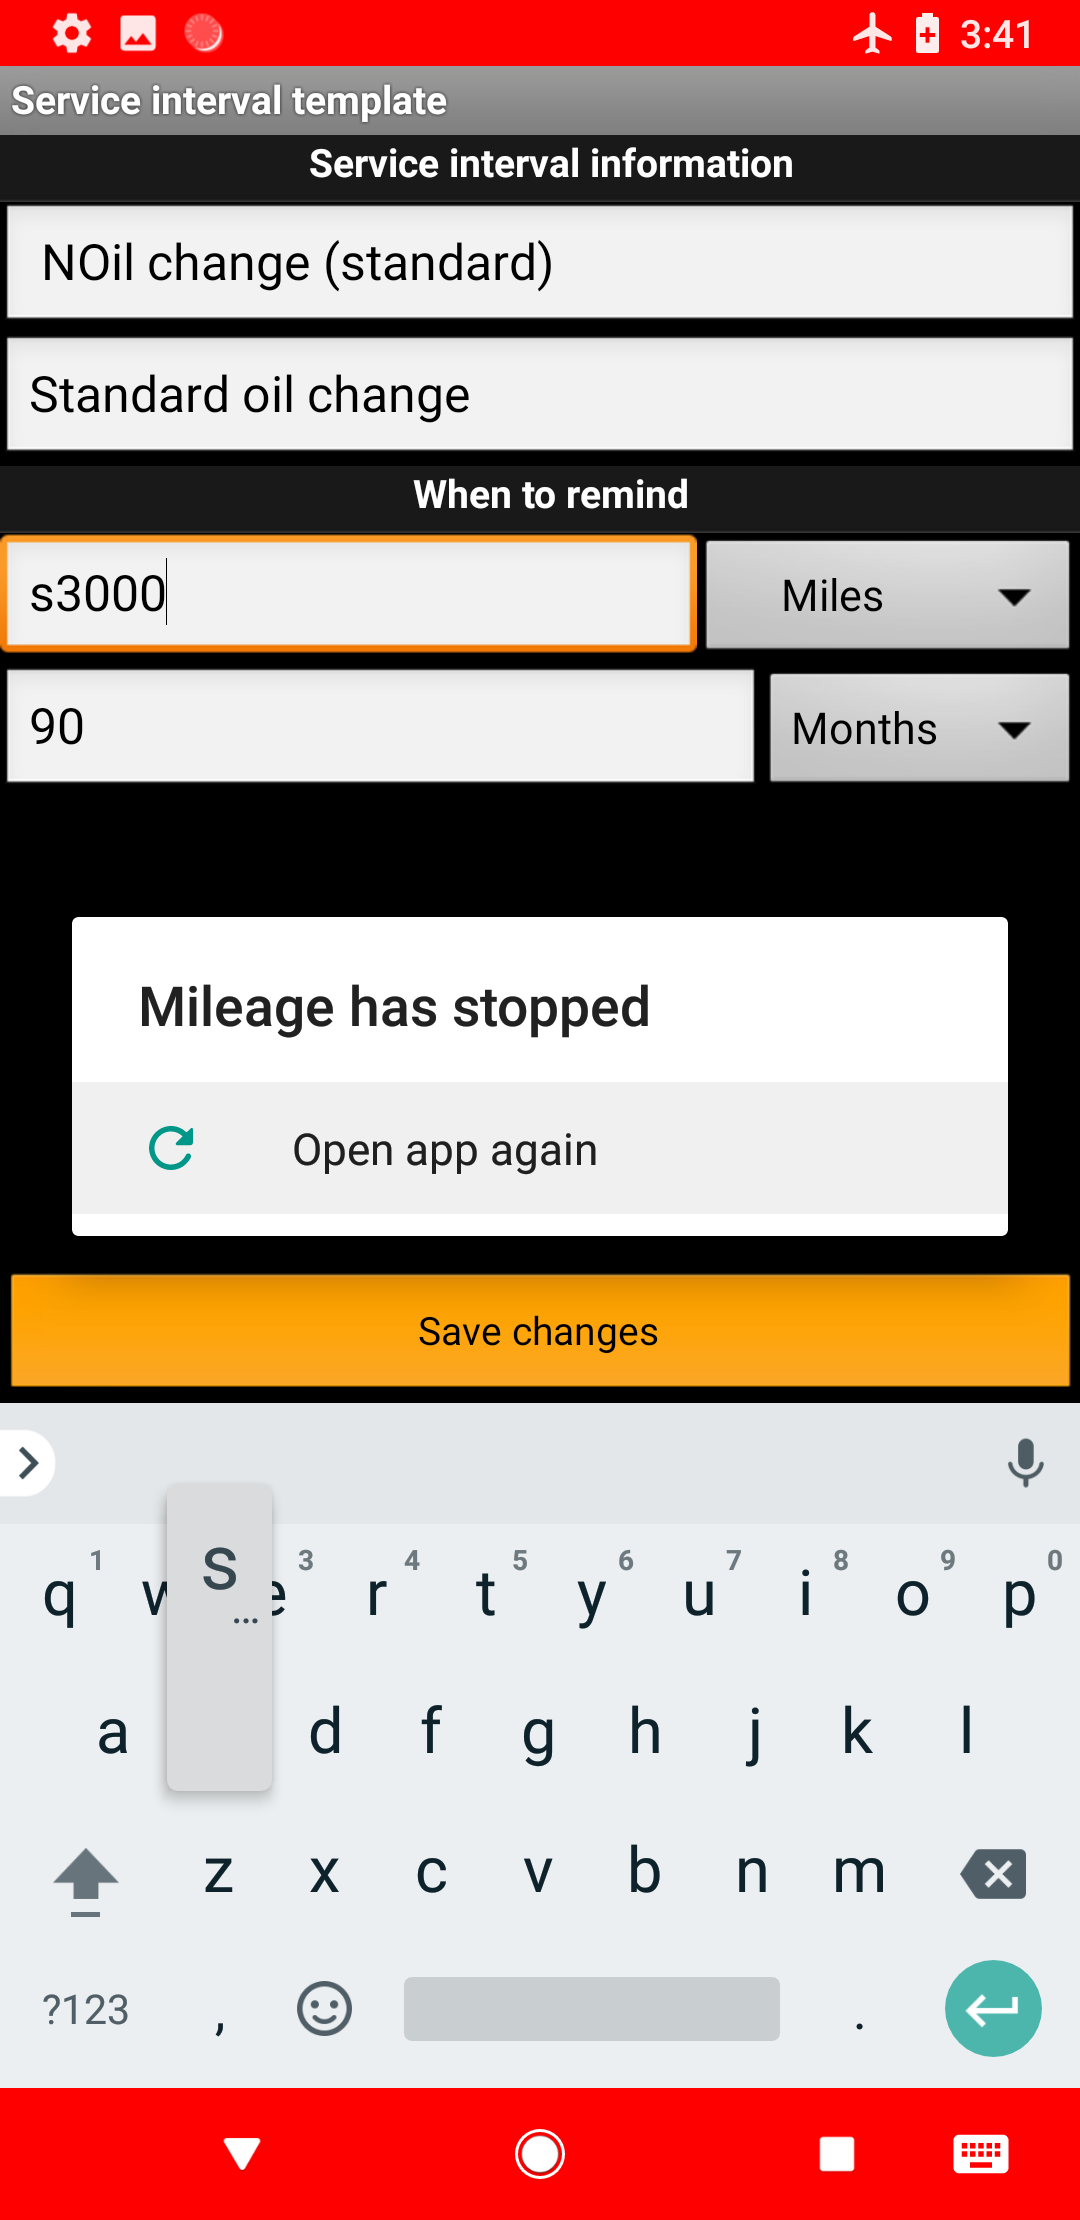 3:41
Service interval template
Service interval information
NOil change (standard)
Standard oil change
When to remind
s3000 Miles
90 Months
Mileage has stopped
Open app again
Save changes
s
...
1 3 4 5 6 7 8 9 0
q w e r t y u i o p
a d f g h j k l
z x c v b n m
?123 , .